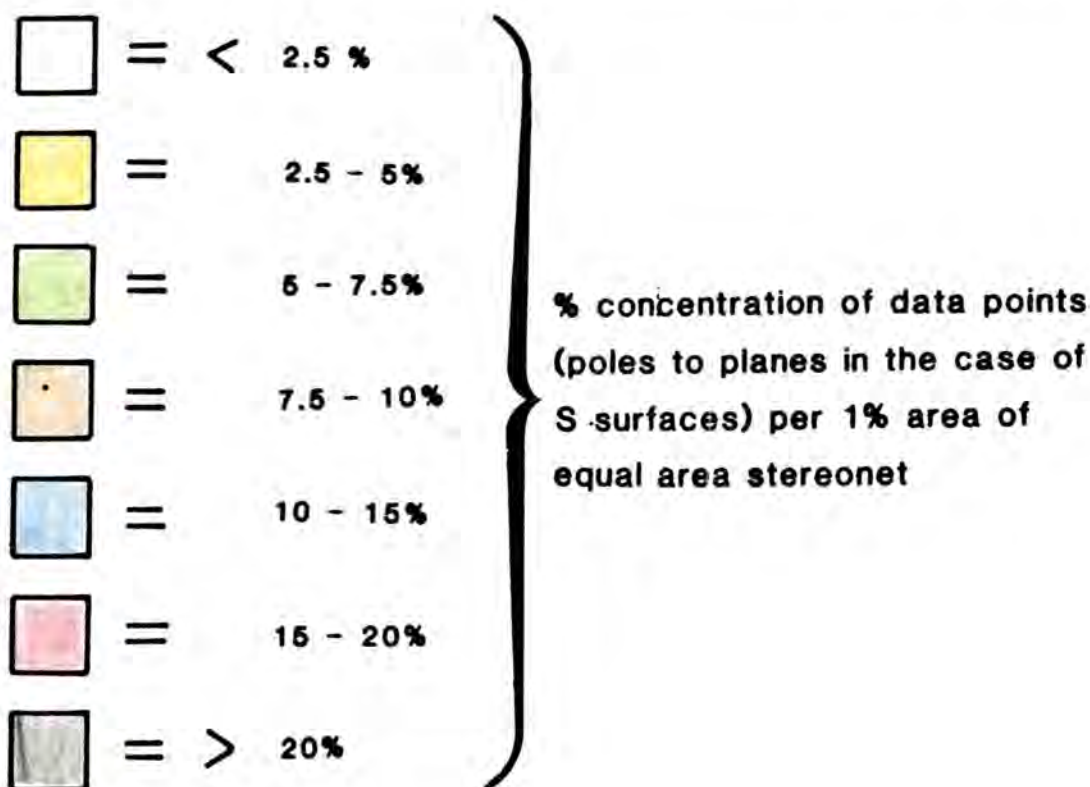 = < 2.5 %
= 2.5 - 5%
= 5 - 7.5%
= 7.5 - 10%
= 10 - 15%
= 15 - 20%
= > 20%
% concentration of data points
(poles to planes in the case of
S surfaces) per 1% area of
equal area stereonet